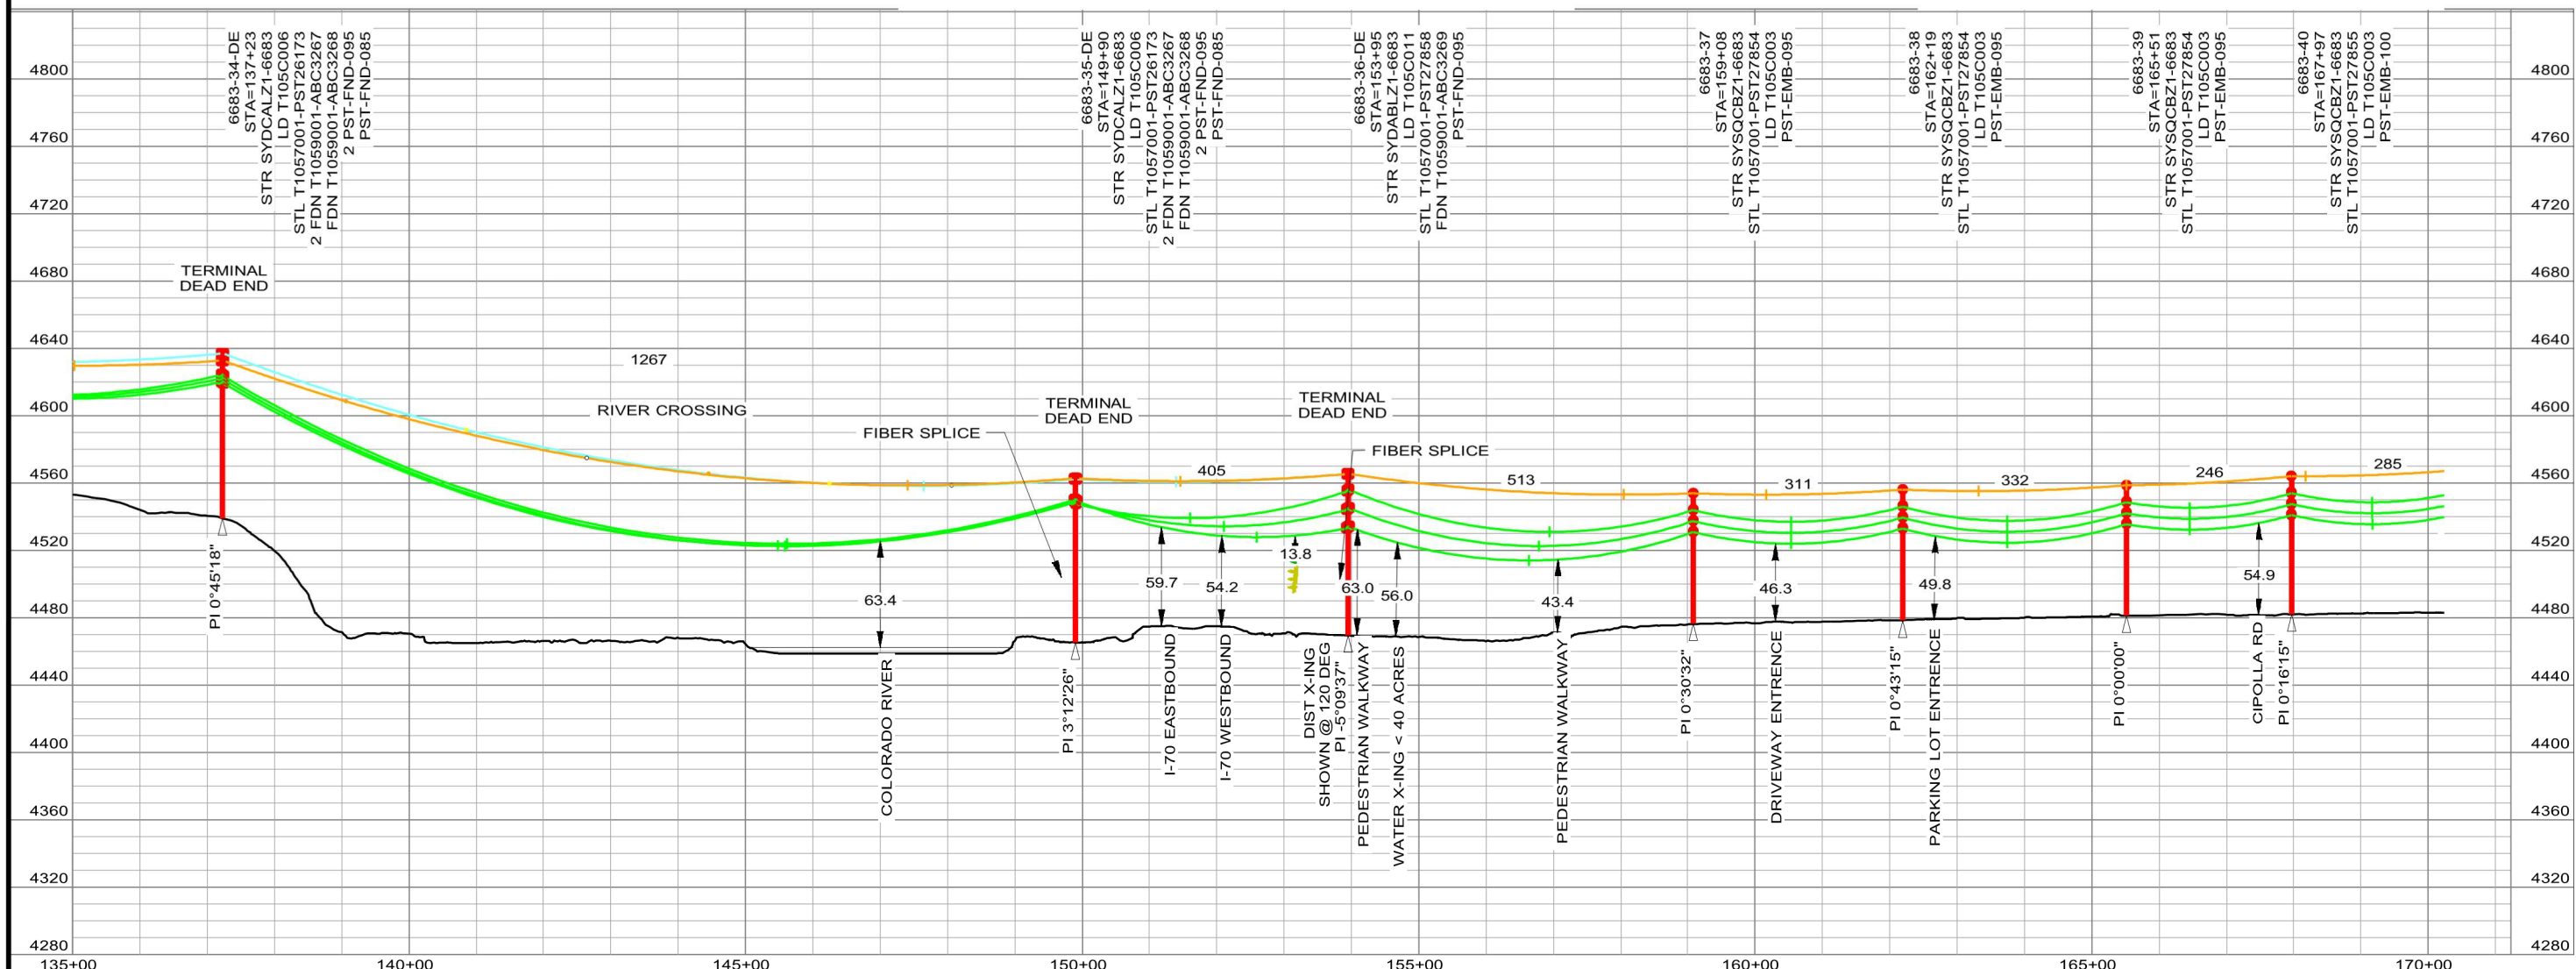 6683-34-DE
STA=137+23
STR SYDCALZ1-6683
LD T105C006
STL T1057001-PST26173
2 FDN T1059001-ABC3267
FDN T1059001-ABC3268
2 PST-FND-095
PST-FND-085
6683-35-DE
STA=149+90
STR SYDCALZ1-6683
LD T105C006
STL T1057001-PST26173
2 FDN T1059001-ABC3267
FDN T1059001-ABC3268
2 PST-FND-095
PST-FND-085
6683-36-DE
STA=153+95
STR SYDABLZ1-6683
LD T105C011
STL T1057001-PST27858
FDN T1059001-ABC3269
PST-FND-095
6683-37
STA=159+08
STR SYSQCBZ1-6683
STL T1057001-PST27854
LD T105C003
PST-EMB-095
6683-38
STA=162+19
STR SYSQCBZ1-6683
STL T1057001-PST27854
LD T105C003
PST-EMB-095
6683-39
STA=165+51
STR SYSQCBZ1-6683
STL T1057001-PST27854
LD T105C003
PST-EMB-095
6683-40
STA=167+97
STR SYSQCBZ1-6683
STL T1057001-PST27855
LD T105C003
PST-EMB-100
4800
4760
4720
4680
4640
4600
4560
4520
4480
4440
4400
4360
4320
4280
TERMINAL
DEAD END
1267
RIVER CROSSING
FIBER SPLICE
TERMINAL
DEAD END
405
TERMINAL
DEAD END
FIBER SPLICE
513
311
332
246
285
63.4
59.7
54.2
13.8
63.0
56.0
43.4
46.3
49.8
54.9
PI 0°45'18"
COLORADO RIVER
PI 3°12'26"
I-70 EASTBOUND
I-70 WESTBOUND
DIST X-ING
SHOWN @ 120 DEG
PI -5°09'37"
PEDESTRIAN WALKWAY
WATER X-ING < 40 ACRES
PEDESTRIAN WALKWAY
PI 0°30'32"
DRIVEWAY ENTRENCE
PI 0°43'15"
PARKING LOT ENTRENCE
PI 0°00'00"
CIPOLLA RD
PI 0°16'15"
4800
4760
4720
4680
4640
4600
4560
4520
4480
4440
4400
4360
4320
4280
135+00
140+00
145+00
150+00
155+00
160+00
165+00
170+00